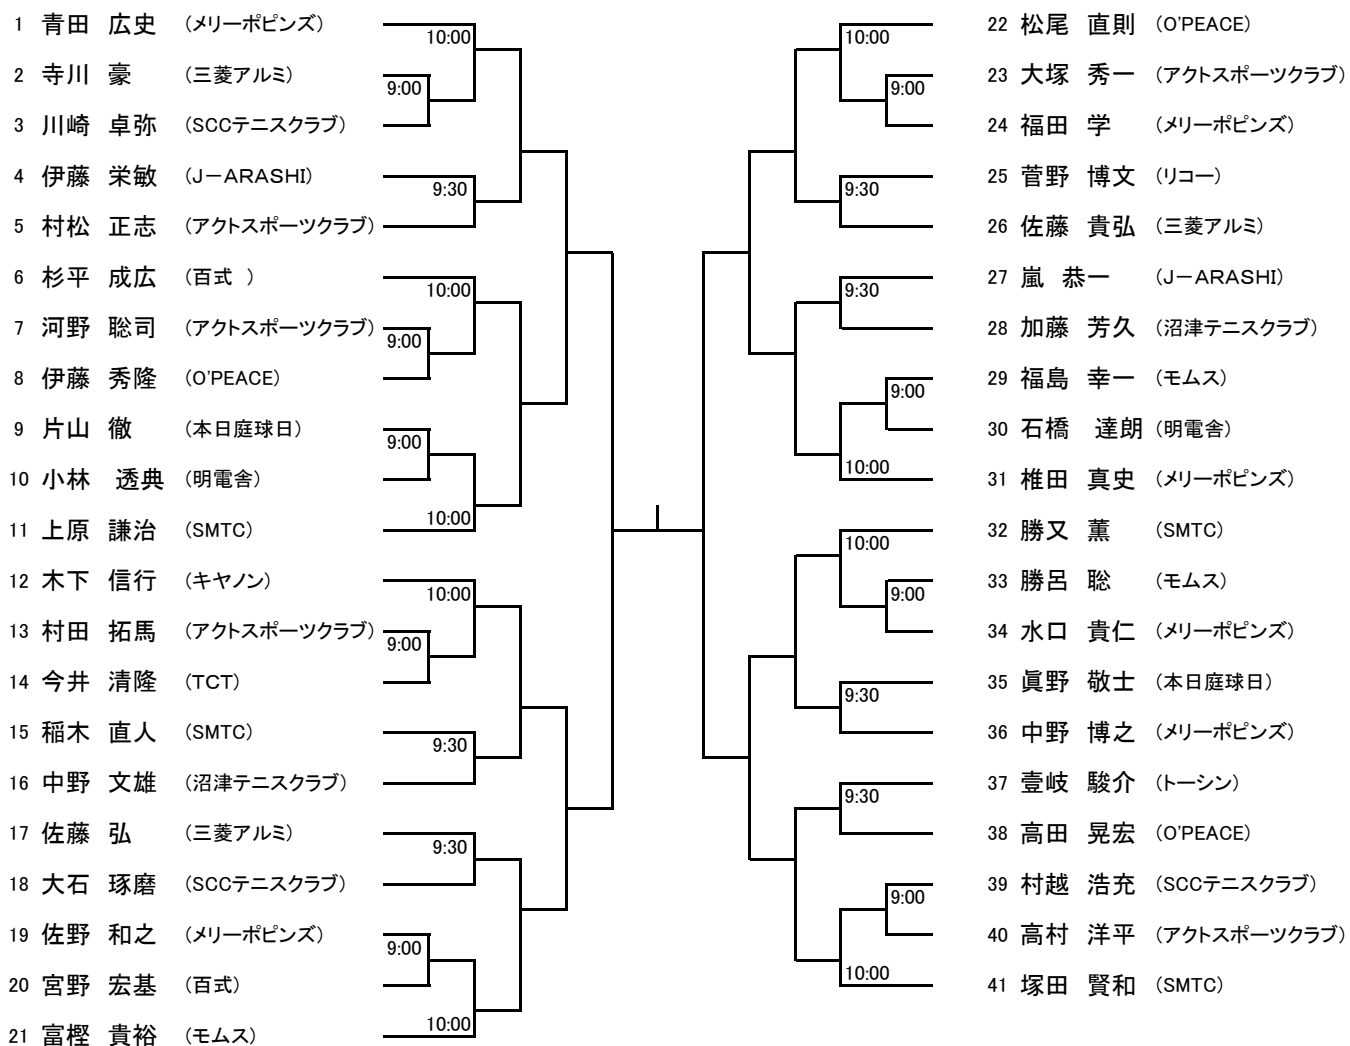 1 青田 広史 (メリーポピンズ)
10:00
2 寺川 豪 (三菱アルミ)
9:00
3 川崎 卓弥 (SCCテニスクラブ)
4 伊藤 栄敏 (J－ARASHI)
9:30
5 村松 正志 (アクトスポーツクラブ)
6 杉平 成広 (百式 )
10:00
7 河野 聡司 (アクトスポーツクラブ)
9:00
8 伊藤 秀隆 (O'PEACE)
9 片山 徹 (本日庭球日)
9:00
10 小林 透典 (明電舎)
10:00
11 上原 謙治 (SMTC)
12 木下 信行 (キヤノン)
10:00
13 村田 拓馬 (アクトスポーツクラブ)
9:00
14 今井 清隆 (TCT)
15 稲木 直人 (SMTC)
9:30
16 中野 文雄 (沼津テニスクラブ)
17 佐藤 弘 (三菱アルミ)
9:30
18 大石 琢磨 (SCCテニスクラブ)
19 佐野 和之 (メリーポピンズ)
9:00
20 宮野 宏基 (百式)
10:00
21 富樫 貴裕 (モムス)
22 松尾 直則 (O'PEACE)
10:00
23 大塚 秀一 (アクトスポーツクラブ)
9:00
24 福田 学 (メリーポピンズ)
25 菅野 博文 (リコー)
9:30
26 佐藤 貴弘 (三菱アルミ)
27 嵐 恭一 (J－ARASHI)
9:30
28 加藤 芳久 (沼津テニスクラブ)
29 福島 幸一 (モムス)
9:00
30 石橋 達朗 (明電舎)
10:00
31 椎田 真史 (メリーポピンズ)
32 勝又 薫 (SMTC)
10:00
33 勝呂 聡 (モムス)
9:00
34 水口 貴仁 (メリーポピンズ)
35 眞野 敬士 (本日庭球日)
9:30
36 中野 博之 (メリーポピンズ)
37 壹岐 駿介 (トーシン)
9:30
38 高田 晃宏 (O'PEACE)
39 村越 浩充 (SCCテニスクラブ)
9:00
40 高村 洋平 (アクトスポーツクラブ)
10:00
41 塚田 賢和 (SMTC)